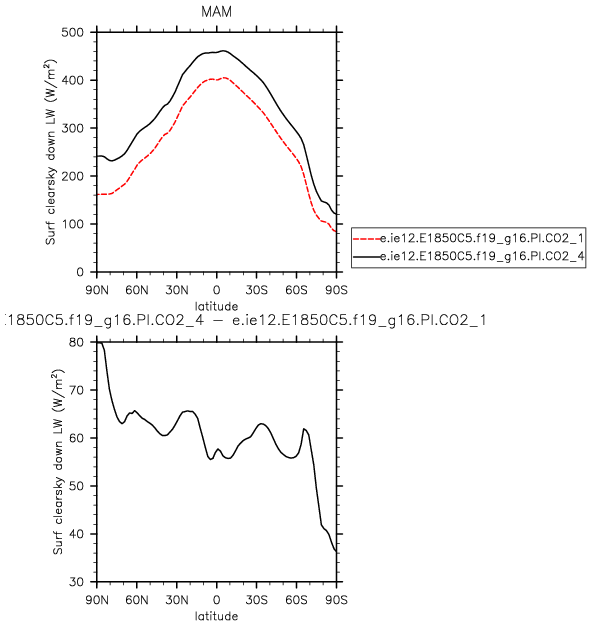 MAM
Surf clearsky down LW (W/m²)
500
400
300
200
100
0
90N 60N 30N 0 30S 60S 90S
latitude
e.ie12.E1850C5.f19_g16.PI.CO2_1
e.ie12.E1850C5.f19_g16.PI.CO2_4
.1850C5.f19_g16.PI.CO2_4 – e.ie12.E1850C5.f19_g16.PI.CO2_1
Surf clearsky down LW (W/m²)
80
70
60
50
40
30
90N 60N 30N 0 30S 60S 90S
latitude